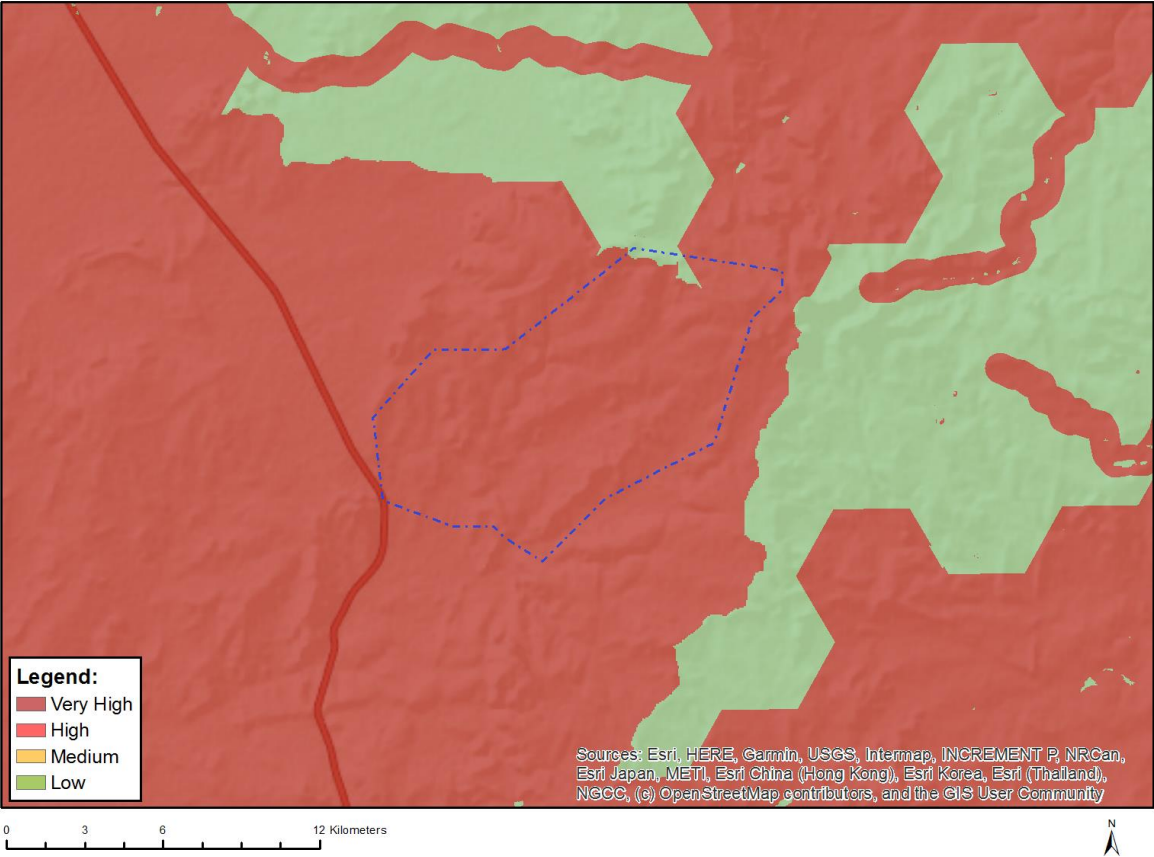 Legend:
Very High
High
Medium
Low
Sources: Esri, HERE, Garmin, USGS, Intermap, INCREMENT P, NRCan,
Esri Japan, METI, Esri China (Hong Kong), Esri Korea, Esri (Thailand),
NGCC, (c) OpenStreetMap contributors, and the GIS User Community
0 3 6 12 Kilometers
N